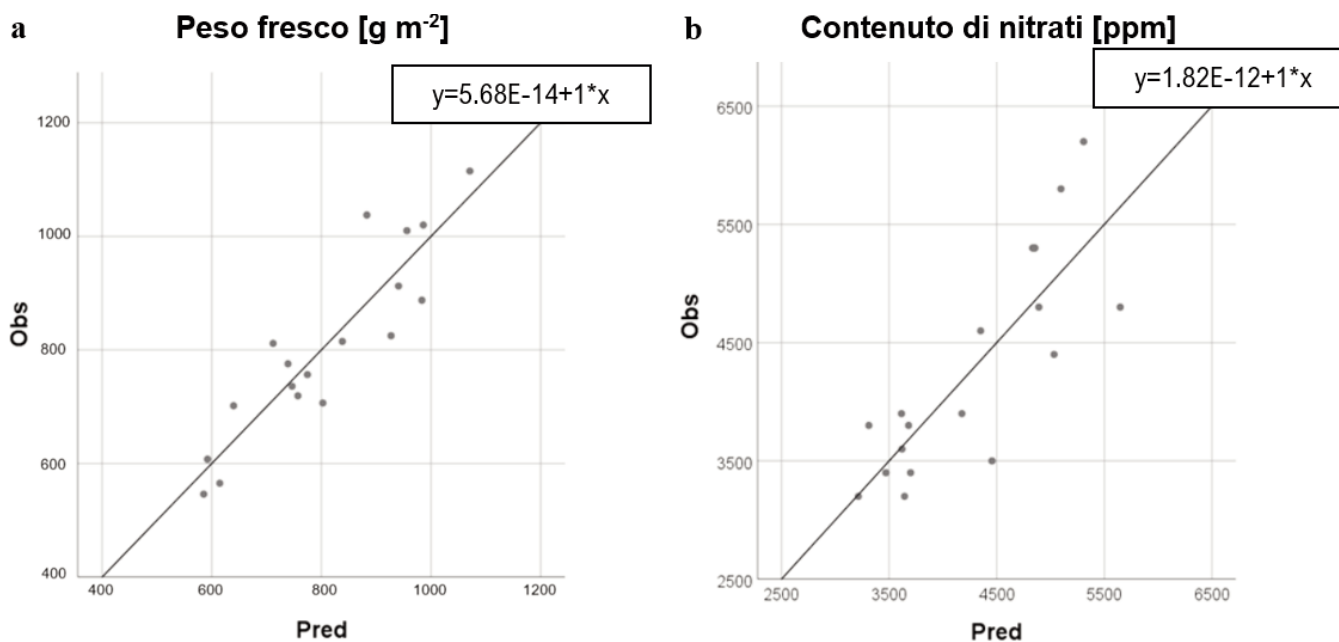 a
Peso fresco [g m-2]
y=5.68E-14+1*x
1200
1000
800
600
400
Obs
400 600 800 1000 1200
Pred
b
Contenuto di nitrati [ppm]
y=1.82E-12+1*x
6500
5500
4500
3500
2500
Obs
2500 3500 4500 5500 6500
Pred